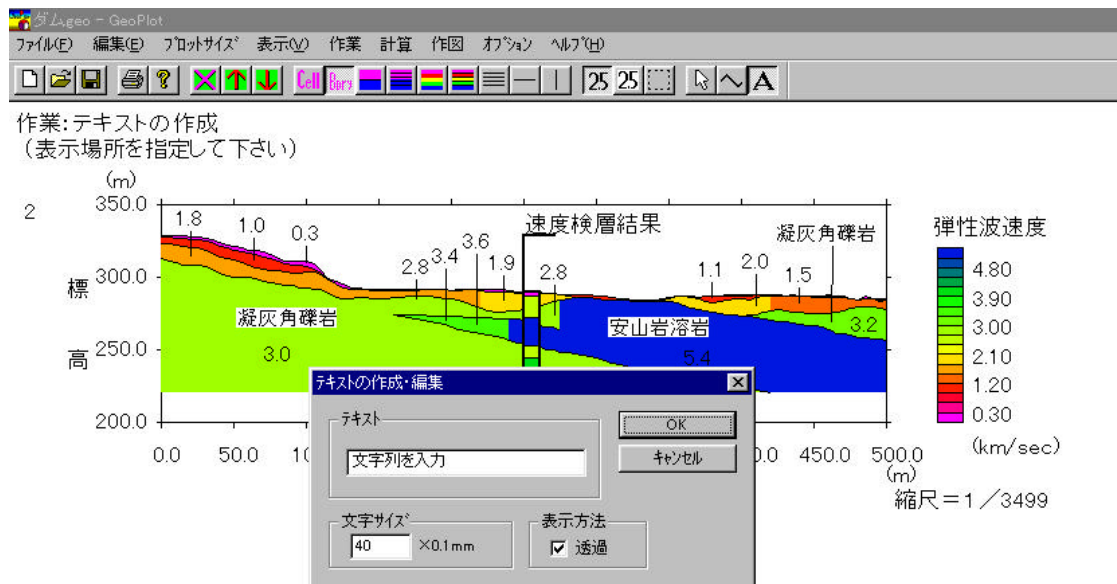 ダム.geo - GeoPlot
ファイル(F) 編集(E) プロットサイズ 表示(V) 作業 計算 作図 オプション ヘルプ(H)
Cell Bnry 25 25 A
作業:テキストの作成
(表示場所を指定して下さい)
(m)
2
350.0
1.8 1.0 0.3
速度検層結果
凝灰角礫岩
弾性波速度
2.8 3.4 3.6 1.9 2.8 1.1 2.0 1.5
標 300.0
4.80
3.90
凝灰角礫岩 安山岩溶岩 3.2
3.00
高 250.0
3.0 5.4
2.10
1.20
200.0
0.30
0.0 50.0 10 0.0 450.0 500.0
(km/sec)
(m)
縮尺=1/3499
テキストの作成・編集
テキスト
文字列を入力
OK
キャンセル
文字サイズ
40 ×0.1mm
表示方法
透過